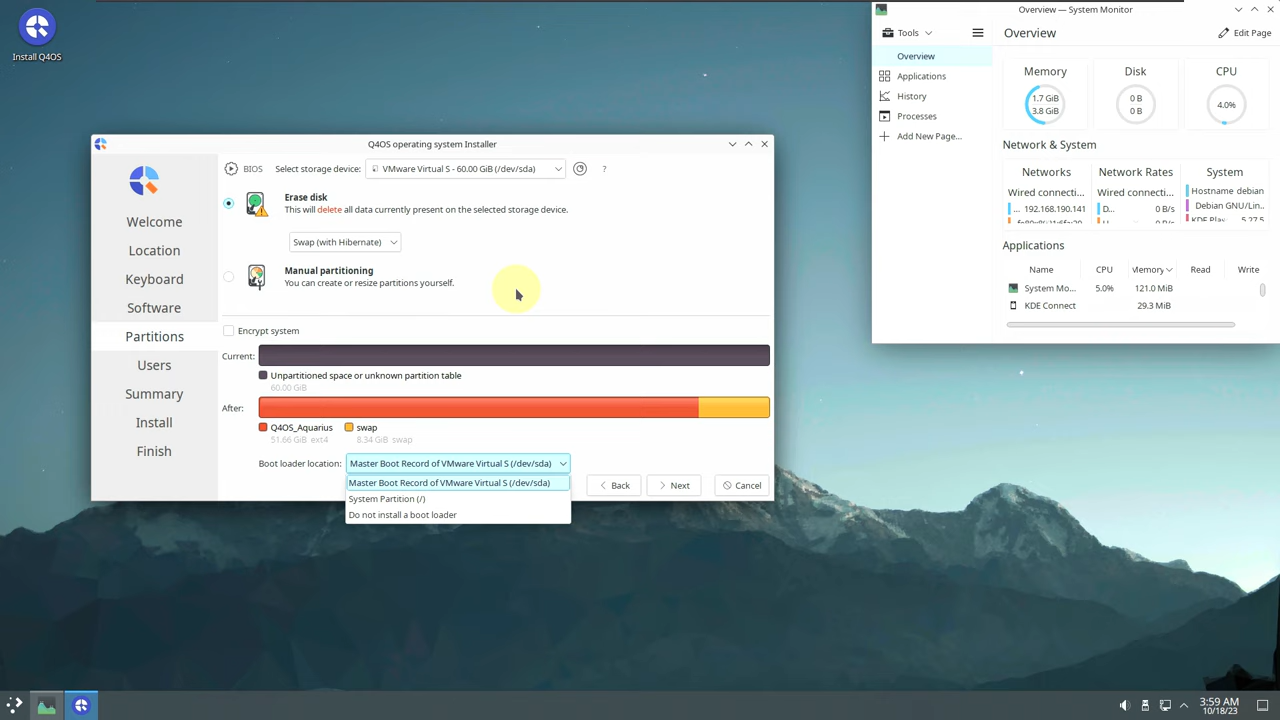 Install Q4OS
Overview — System Monitor
Tools
Overview
Edit Page
Overview
Applications
History
Processes
Add New Page...
Memory
Disk
CPU
1.7 GiB
3.8 GiB
0 B
0 B
4.0%
Network & System
Networks
Network Rates
System
Wired connecti...
Wired connecti...
Hostname debian
... 192.168.190.141
D... 0 B/s
Debian GNU/Lin..
Applications
Name CPU Memory Read Write
System Mo... 5.0% 121.0 MiB
KDE Connect 29.3 MiB
Q4OS operating system Installer
Welcome
Location
Keyboard
Software
Partitions
Users
Summary
Install
Finish
BIOS Select storage device: VMware Virtual S - 60.00 GiB (/dev/sda) ?
Erase disk
This will delete all data currently present on the selected storage device.
Swap (with Hibernate)
Manual partitioning
You can create or resize partitions yourself.
Encrypt system
Current:
Unpartitioned space or unknown partition table
60.00 GiB
After:
Q4OS_Aquarius swap
51.66 GiB ext4 8.34 GiB swap
Boot loader location: Master Boot Record of VMware Virtual S (/dev/sda)
Master Boot Record of VMware Virtual S (/dev/sda)
System Partition (/)
Do not install a boot loader
Back Next Cancel
3:59 AM
10/18/23